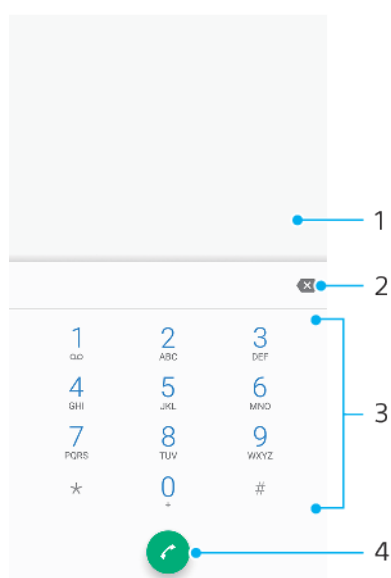 1
2
1 2 3
ABC DEF
4 5 6
GHI JKL MNO
3
7 8 9
PQRS TUV WXYZ
* 0 #
+
4